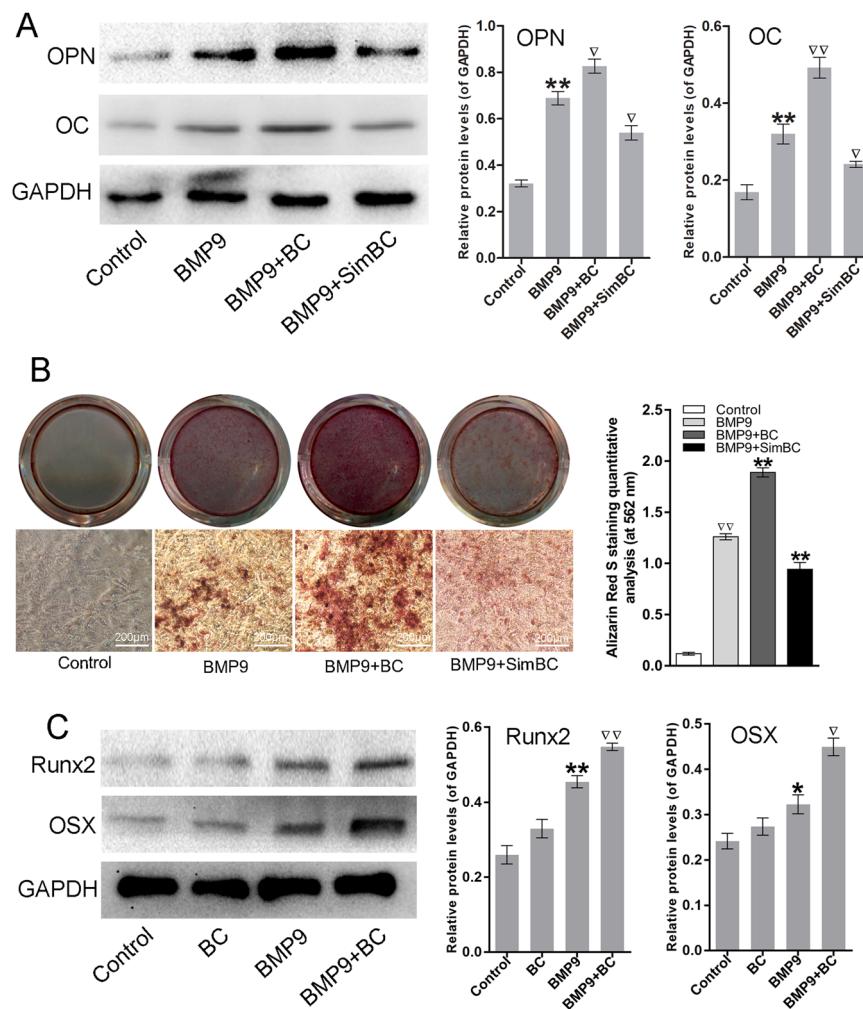 A
OPN
OC
GAPDH
Control
BMP9
BMP9+BC
BMP9+SimBC
Relative protein levels (of GAPDH)
1.0
0.8
0.6
0.4
0.2
0.0
OPN
**
▽
▽
Control
BMP9
BMP9+BC
BMP9+SimBC
Relative protein levels (of GAPDH)
0.6
0.4
0.2
0.0
OC
**
▽▽
▽
Control
BMP9
BMP9+BC
BMP9+SimBC
B
200μm
200μm
200μm
200μm
Control
BMP9
BMP9+BC
BMP9+SimBC
Alizarin Red S staining quantitative
analysis (at 562 nm)
2.5
2.0
1.5
1.0
0.5
0.0
Control
BMP9
BMP9+BC
BMP9+SimBC
▽▽
**
**
C
Runx2
OSX
GAPDH
Control
BC
BMP9
BMP9+BC
Relative protein levels (of GAPDH)
0.6
0.4
0.2
0.0
Runx2
**
▽▽
Control
BC
BMP9
BMP9+BC
Relative protein levels (of GAPDH)
0.5
0.4
0.3
0.2
0.1
0.0
OSX
*
▽
Control
BC
BMP9
BMP9+BC